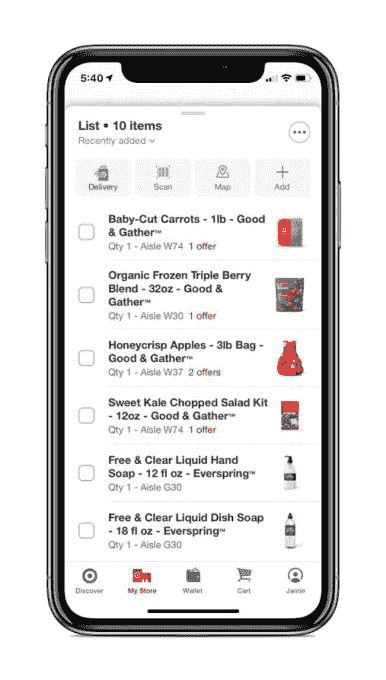 5:40
List • 10 items
Recently added
Delivery
Scan
Map
Add
Baby-Cut Carrots - 1lb - Good
& Gather™
Qty 1 - Aisle W74 1 offer
Organic Frozen Triple Berry
Blend - 32oz - Good &
Gather™
Qty 1 - Aisle W30 1 offer
Honeycrisp Apples - 3lb Bag -
Good & Gather™
Qty 1 - Aisle W37 2 offers
Sweet Kale Chopped Salad Kit
- 12oz - Good & Gather™
Qty 1 - Aisle W74 1 offer
Free & Clear Liquid Hand
Soap - 12 fl oz - Everspring™
Qty 1 - Aisle G30
Free & Clear Liquid Dish Soap
- 18 fl oz - Everspring™
Qty 1 - Aisle G30
Discover
My Store
Wallet
Cart
Jamie